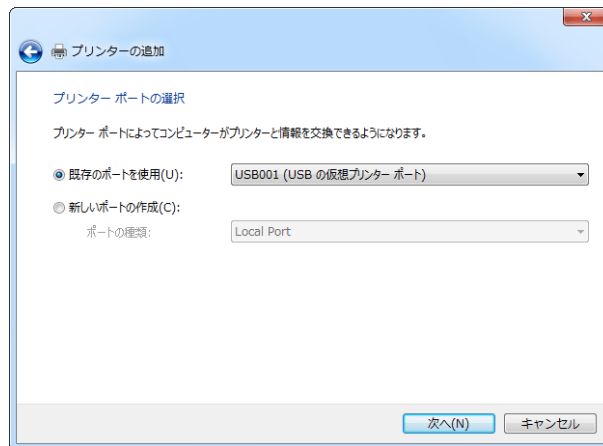 プリンターの追加
プリンター ポートの選択
プリンター ポートによってコンピューターがプリンターと情報を交換できるようになります。
既存のポートを使用(U): USB001 (USB の仮想プリンター ポート)
新しいポートの作成(C):
ポートの種類: Local Port
次へ(N) キャンセル